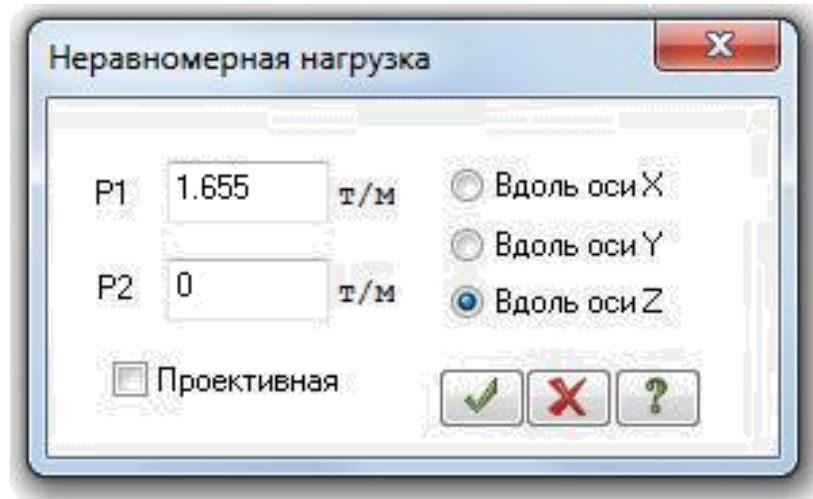 Неравномерная нагрузка
P1 1.655 т/м
Вдоль оси X
Вдоль оси Y
P2 0 т/м
Вдоль оси Z
Проективная
?